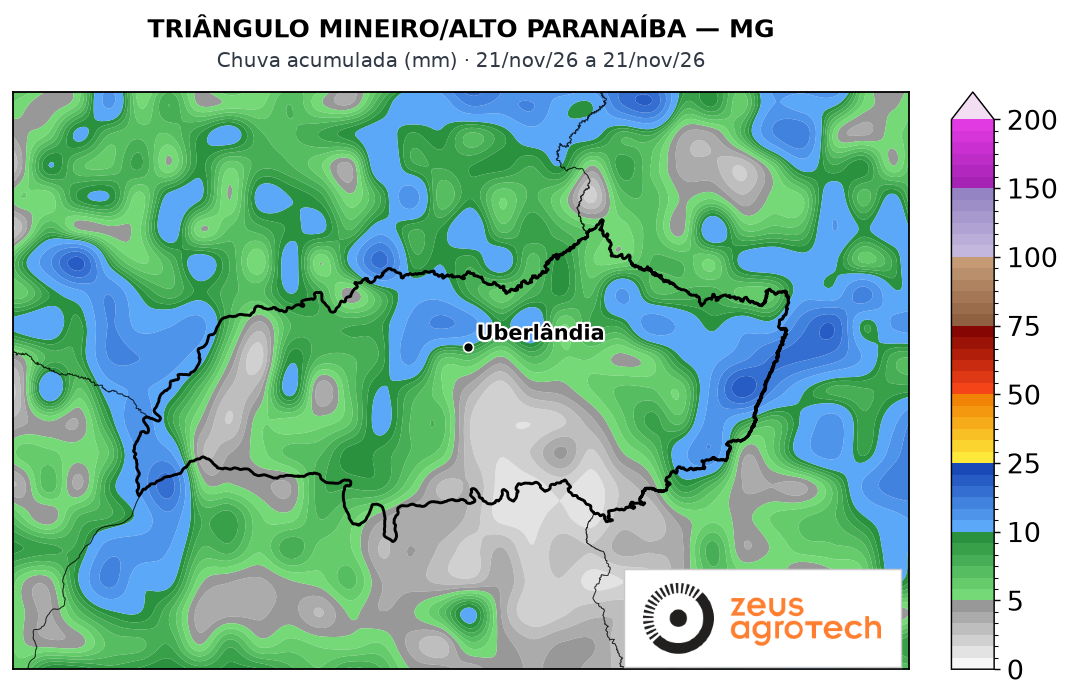 TRIÂNGULO MINEIRO/ALTO PARANAÍBA — MG
Chuva acumulada (mm) · 21/nov/26 a 21/nov/26
Uberlândia
200
150
100
75
50
25
10
5
0
zeus
agrotech